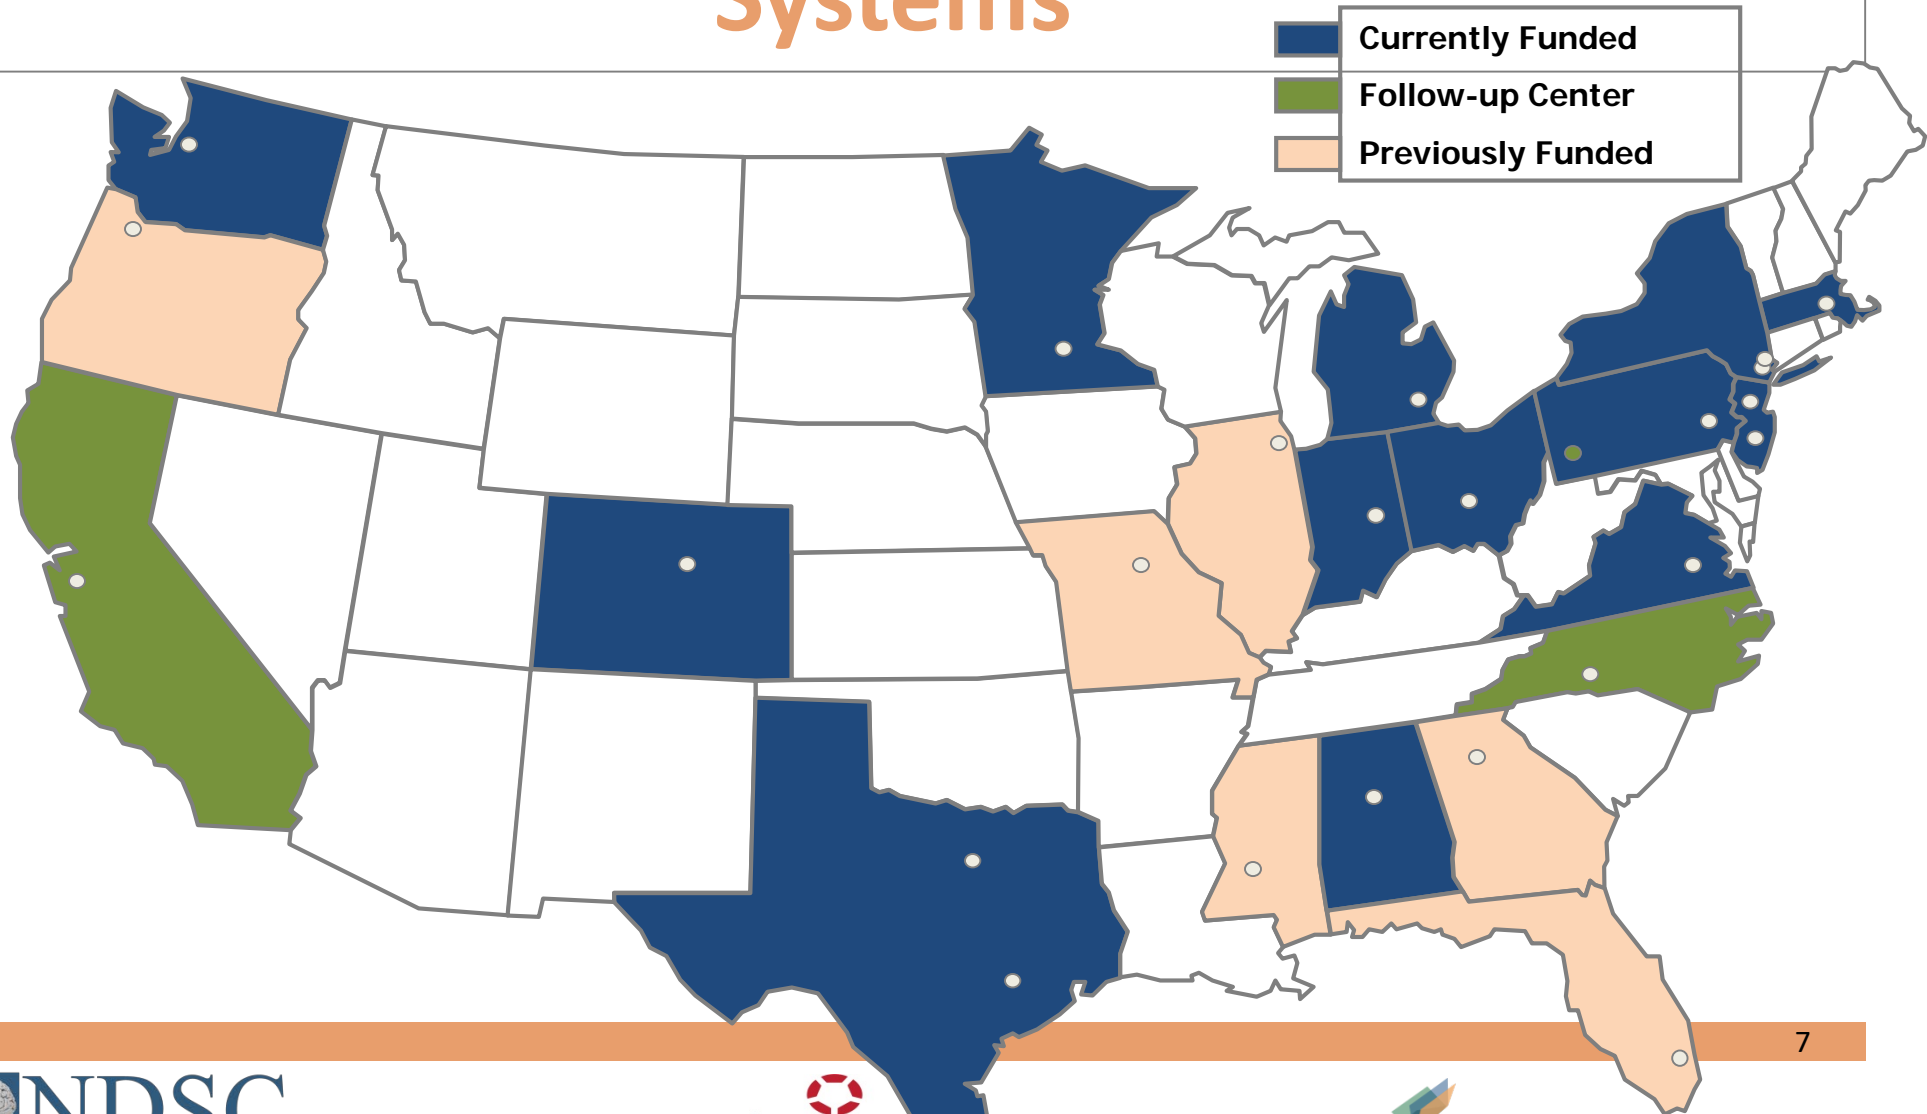 Systems
Currently Funded
Follow-up Center
Previously Funded
7
NDSC